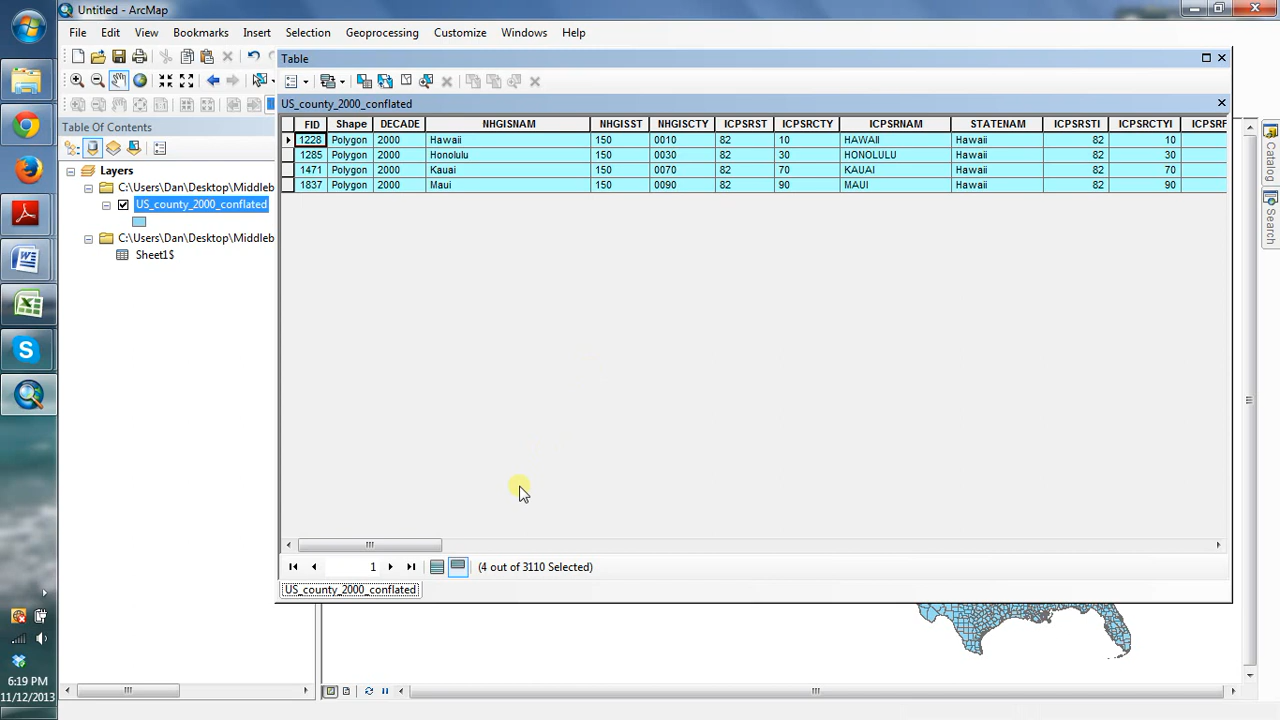 Untitled - ArcMap
File Edit View Bookmarks Insert Selection Geoprocessing Customize Windows Help
Table
Table Of Contents
US_county_2000_conflated
FID Shape DECADE NHGISNAM NHGISST NHGISCTY ICPSRST ICPSRCTY ICPSRNAM STATENAM ICPSRSTI ICPSRCTYI ICPSRF
1228 Polygon 2000 Hawaii 150 0010 82 10 HAWAII Hawaii 82 10
1285 Polygon 2000 Honolulu 150 0030 82 30 HONOLULU Hawaii 82 30
1471 Polygon 2000 Kauai 150 0070 82 70 KAUAI Hawaii 82 70
1837 Polygon 2000 Maui 150 0090 82 90 MAUI Hawaii 82 90
Layers
C:\Users\Dan\Desktop\Middleb
US_county_2000_conflated
C:\Users\Dan\Desktop\Middleb
Sheet1$
Catalog
Search
1 (4 out of 3110 Selected)
US_county_2000_conflated
6:19 PM
11/12/2013